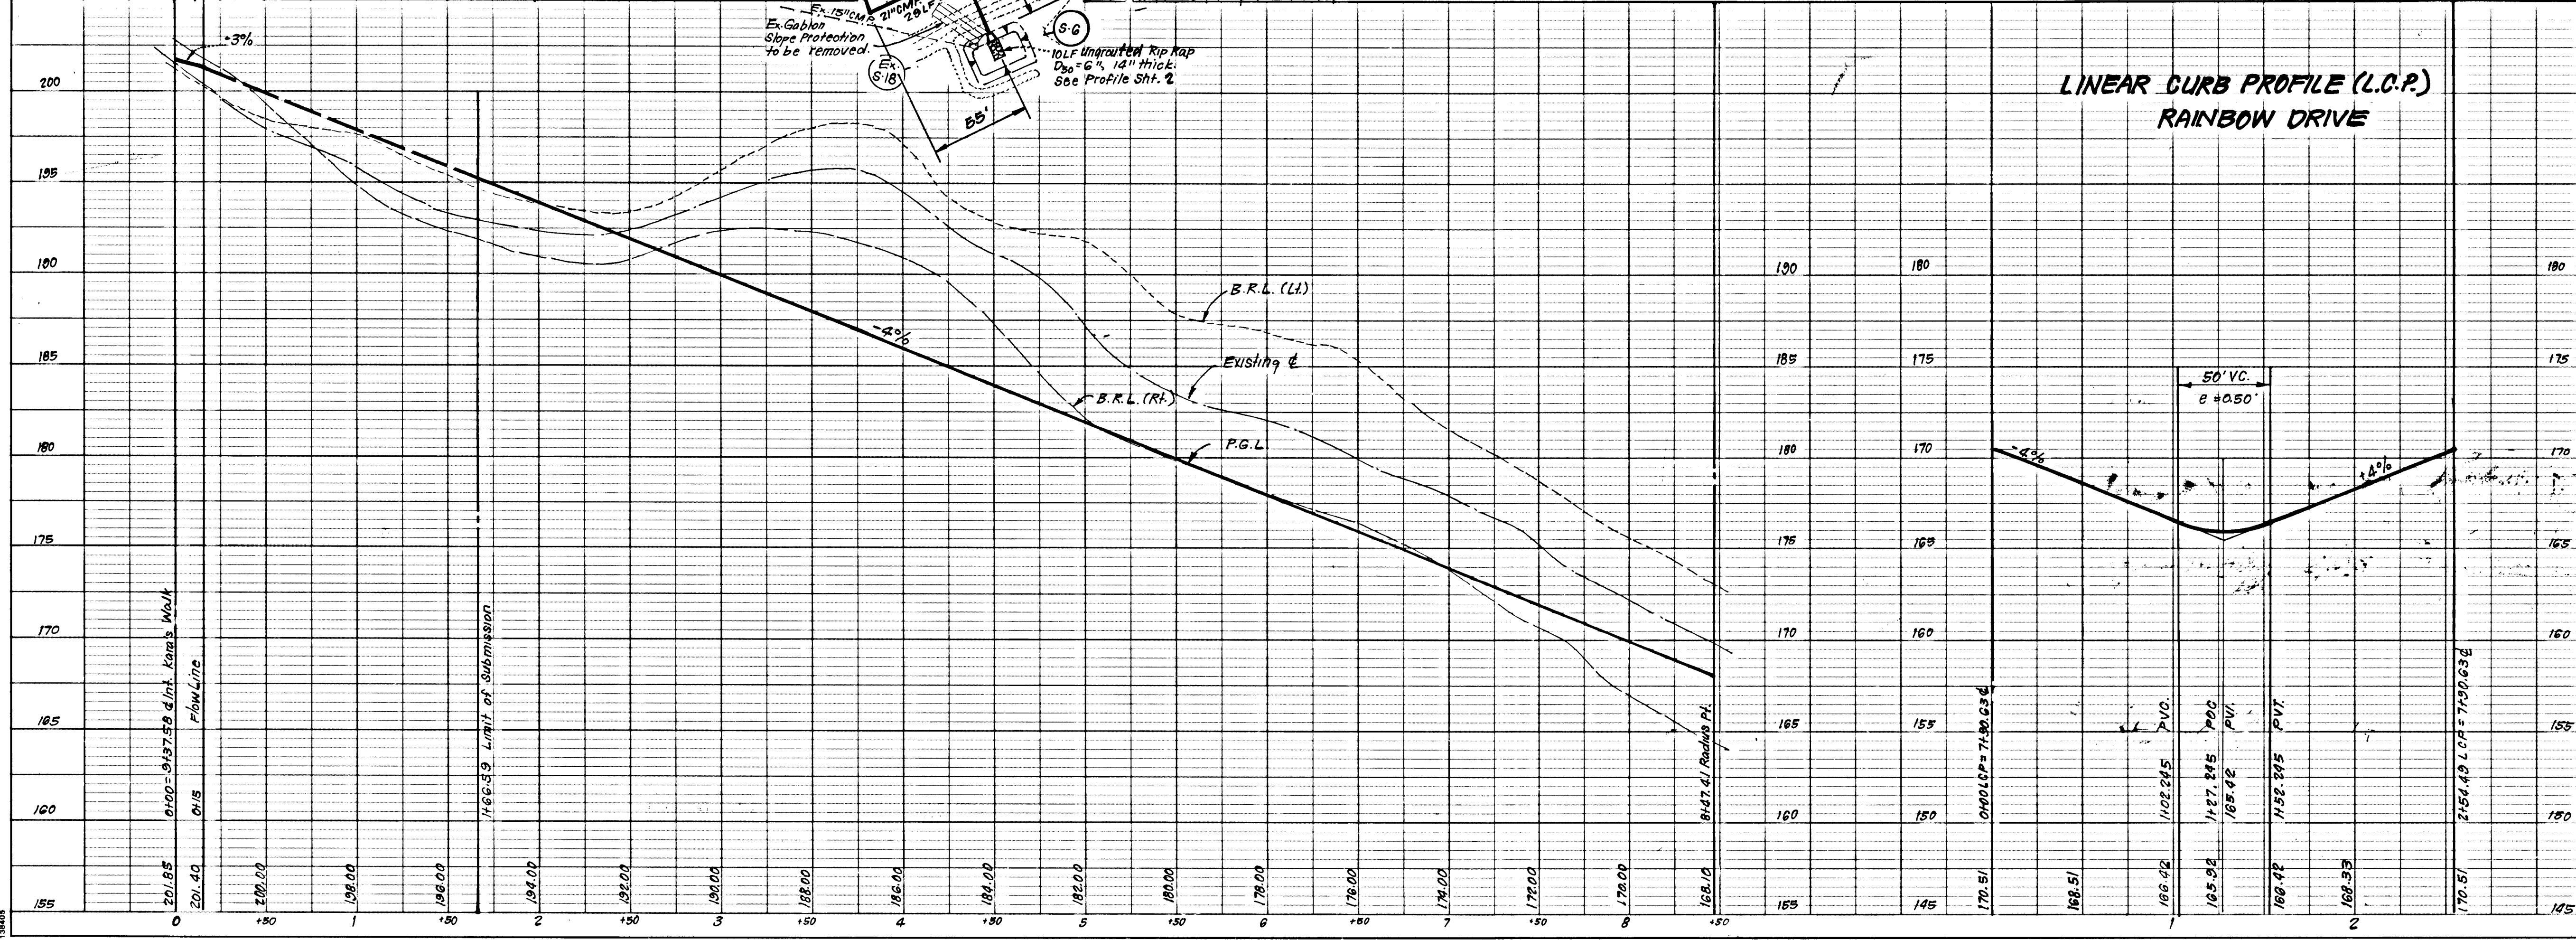 Ex. 15" CMP
21" CMP
29 LF
Ex. Gabion
Slope Protection
to be removed.
Ex.
S-18
S-6
10 LF Ungrouted Rip Rap
D50 = 6", 14" thick.
See Profile Sht. 2
55'
LINEAR CURB PROFILE (L.C.P.)
RAINBOW DRIVE
-3%
-4%
B.R.L. (Lt.)
Existing ℄
B.R.L. (Rt.)
P.G.L.
200
195
190
185
180
175
170
165
160
155
0+00 = 9+37.58 ℄ Int. Kara's Walk
0+15 Flow Line
1+66.59 Limit of Submission
8+47.41 Radius Pt.
201.85
201.40
200.00
198.00
196.00
194.00
192.00
190.00
188.00
186.00
184.00
182.00
180.00
178.00
176.00
174.00
172.00
170.00
168.10
0 +50 1 +50 2 +50 3 +50 4 +50 5 +50 6 +50 7 +50 8 +50
190
185
180
175
170
165
160
155
180
175
170
165
160
155
150
145
50' VC.
e = 0.50'
-4%
+4%
0+00 LCP = 7+90.63 ℄
1+02.245 PVC.
1+27.245 POC
165.42 PVI.
1+52.245 PVT.
2+54.49 LCP = 7+90.63 ℄
170.51
168.51
166.42
165.92
166.42
168.33
170.51
1 2
180
175
170
165
160
155
150
145
138405